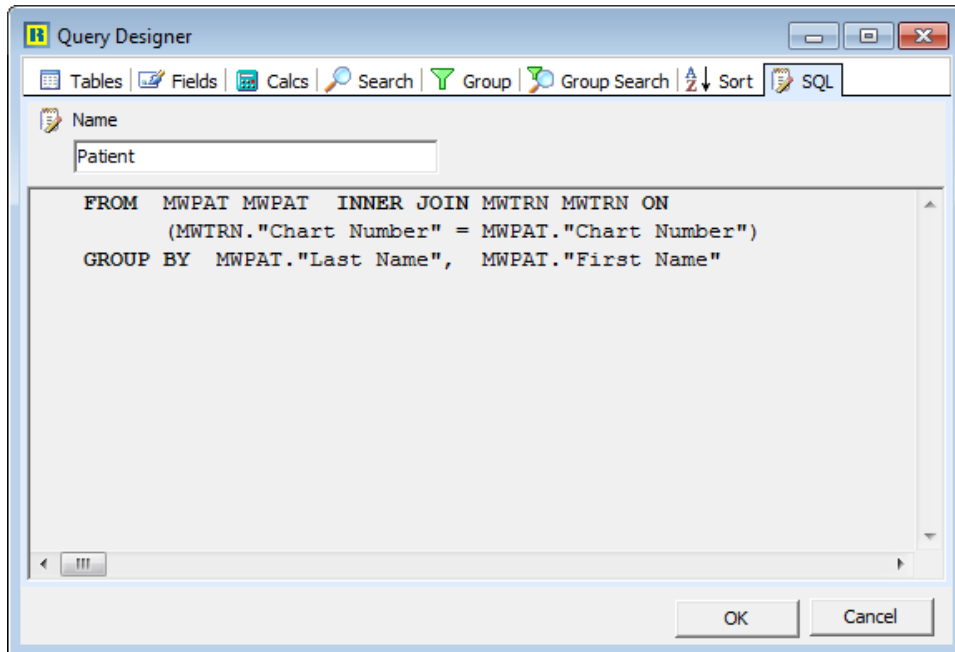 Query Designer
Tables Fields Calcs Search Group Group Search Sort SQL
Name
Patient
FROM MWPAT MWPAT INNER JOIN MWTRN MWTRN ON
(MWTRN."Chart Number" = MWPAT."Chart Number")
GROUP BY MWPAT."Last Name", MWPAT."First Name"
OK Cancel